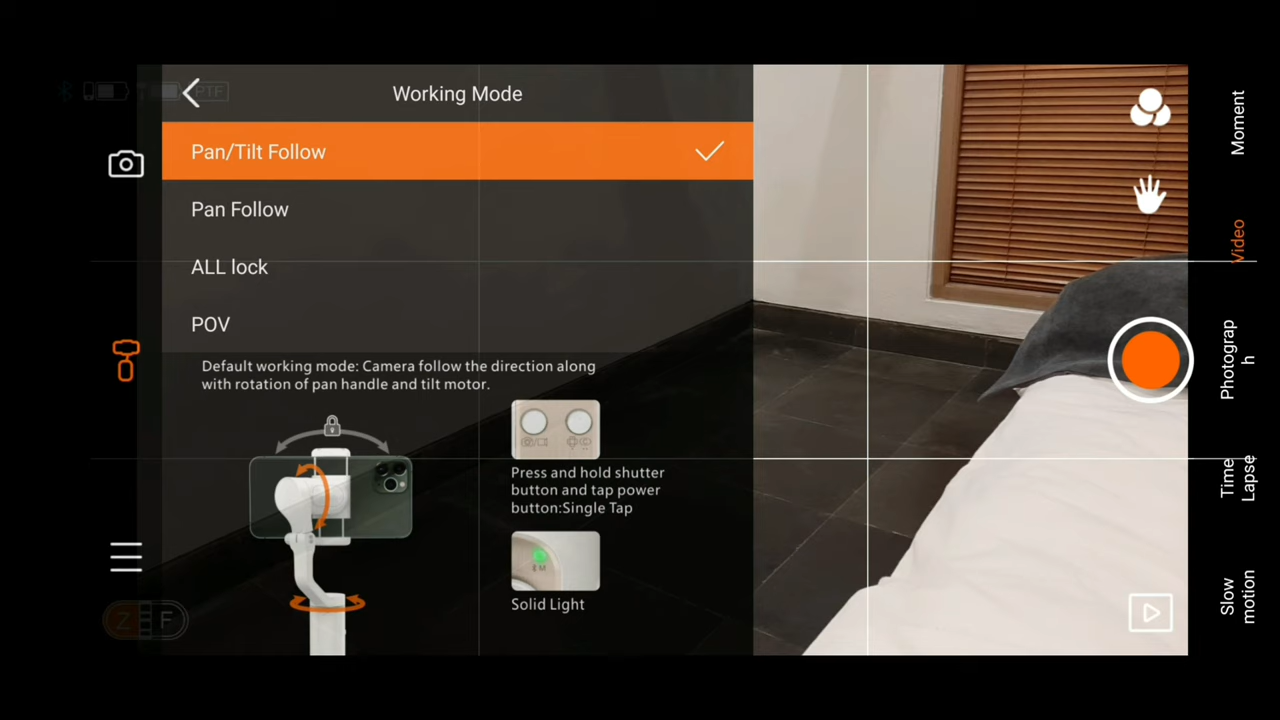 PTF
Working Mode
Pan/Tilt Follow
Pan Follow
ALL lock
POV
Default working mode: Camera follow the direction along
with rotation of pan handle and tilt motor.
Press and hold shutter
button and tap power
button:Single Tap
M
Solid Light
Z
F
Moment
Video
Photograp
h
Time
Lapse
Slow
motion